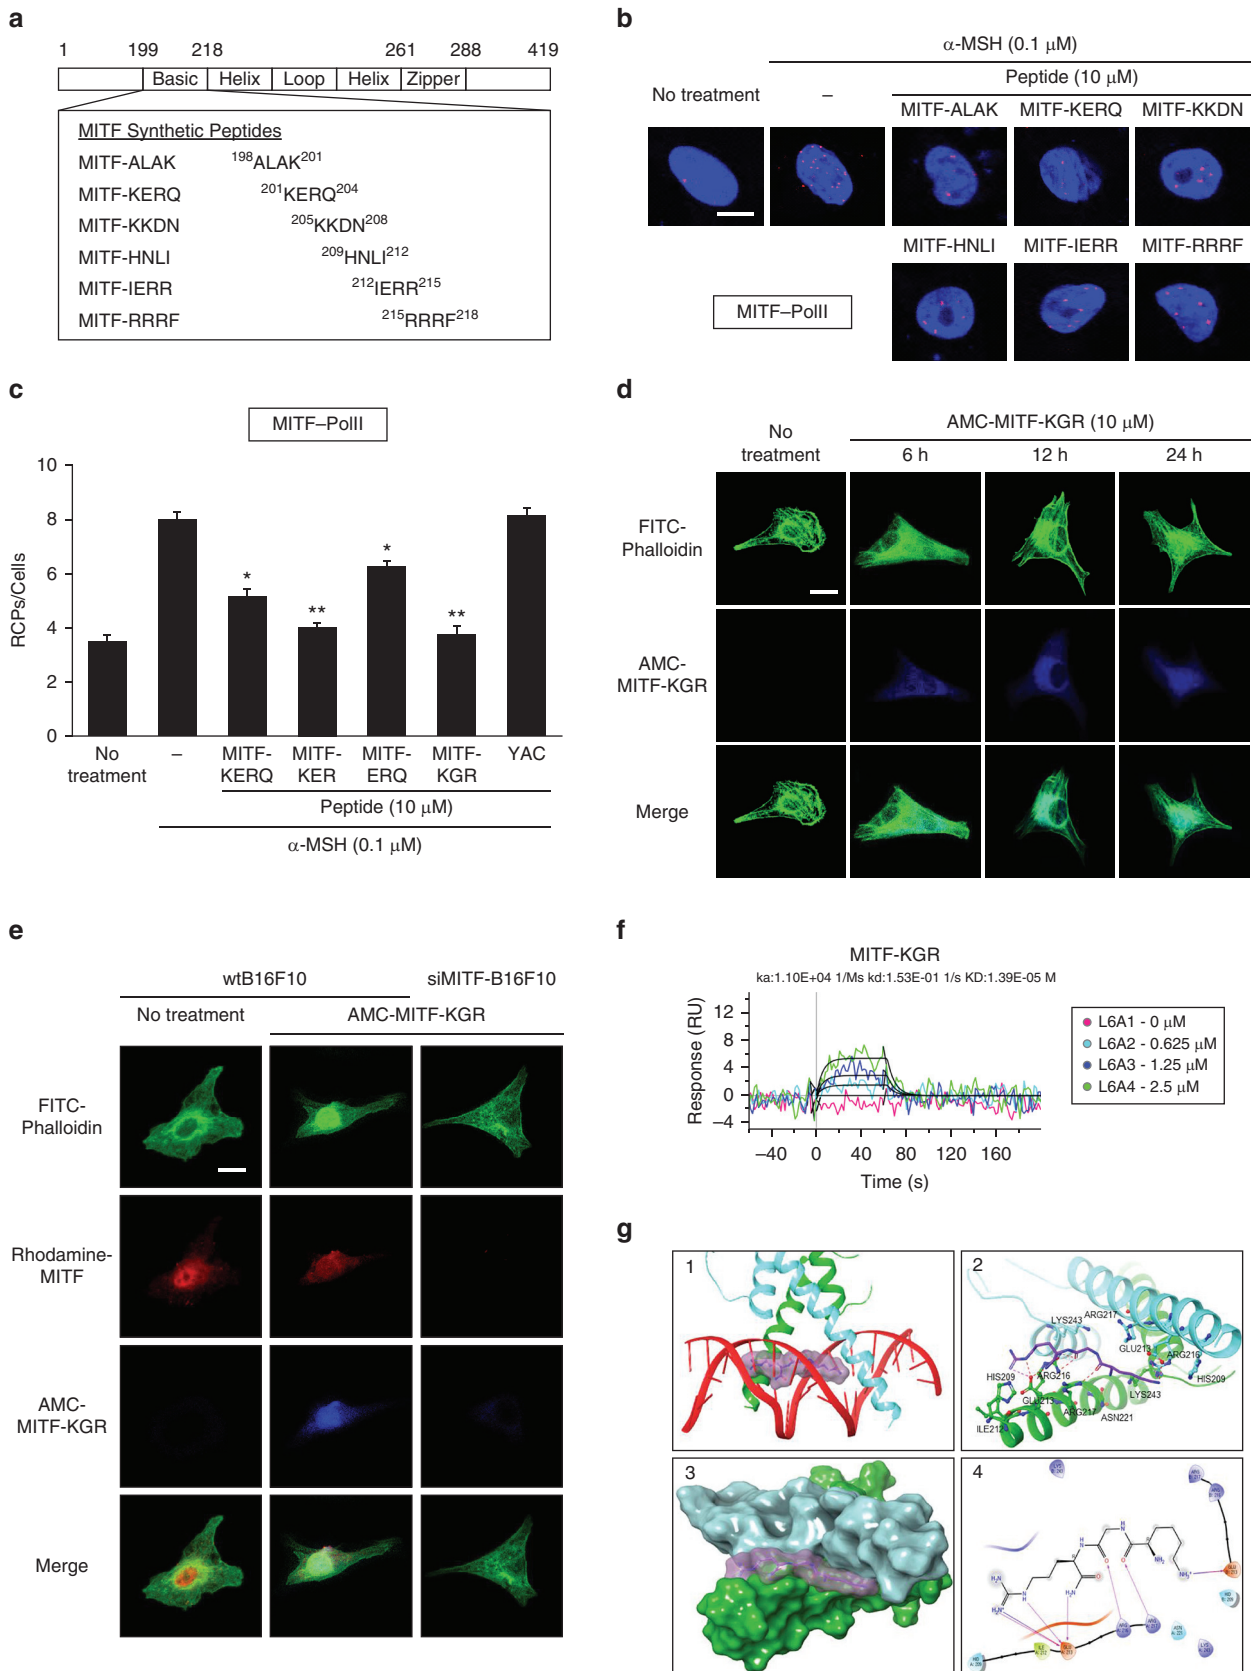 a
1 199 218 261 288 419
Basic Helix Loop Helix Zipper
MITF Synthetic Peptides
MITF-ALAK 198ALAK201
MITF-KERQ 201KERQ204
MITF-KKDN 205KKDN208
MITF-HNLI 209HNLI212
MITF-IERR 212IERR215
MITF-RRRF 215RRRF218
b
α-MSH (0.1 μM)
Peptide (10 μM)
No treatment – MITF-ALAK MITF-KERQ MITF-KKDN
MITF-HNLI MITF-IERR MITF-RRRF
MITF–PolII
c
MITF–PolII
RCPs/Cells
10
8
6
4
2
0
* ** * **
No treatment – MITF-KERQ MITF-KER MITF-ERQ MITF-KGR YAC
Peptide (10 μM)
α-MSH (0.1 μM)
d
No treatment
AMC-MITF-KGR (10 μM)
6 h 12 h 24 h
FITC-Phalloidin
AMC-MITF-KGR
Merge
e
wtB16F10 siMITF-B16F10
No treatment AMC-MITF-KGR
FITC-Phalloidin
Rhodamine-MITF
AMC-MITF-KGR
Merge
f
MITF-KGR
ka:1.10E+04 1/Ms kd:1.53E-01 1/s KD:1.39E-05 M
Response (RU)
12
8
4
0
–4
–40 0 40 80 120 160
Time (s)
L6A1 - 0 μM
L6A2 - 0.625 μM
L6A3 - 1.25 μM
L6A4 - 2.5 μM
g
1
2
LYS243
ARG217
GLU213
ARG216
HIS209
ARG216
HIS209
LYS243
GLU213
ARG217
ASN221
ILE212
3
4